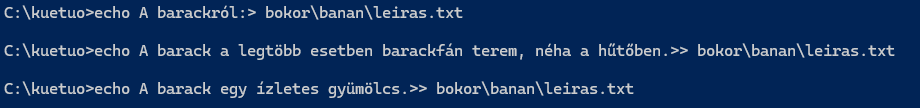 C:\kuetuo>echo A barackról:> bokor\banan\leiras.txt
C:\kuetuo>echo A barack a legtöbb esetben barackfán terem, néha a hűtőben.>> bokor\banan\leiras.txt
C:\kuetuo>echo A barack egy ízletes gyümölcs.>> bokor\banan\leiras.txt